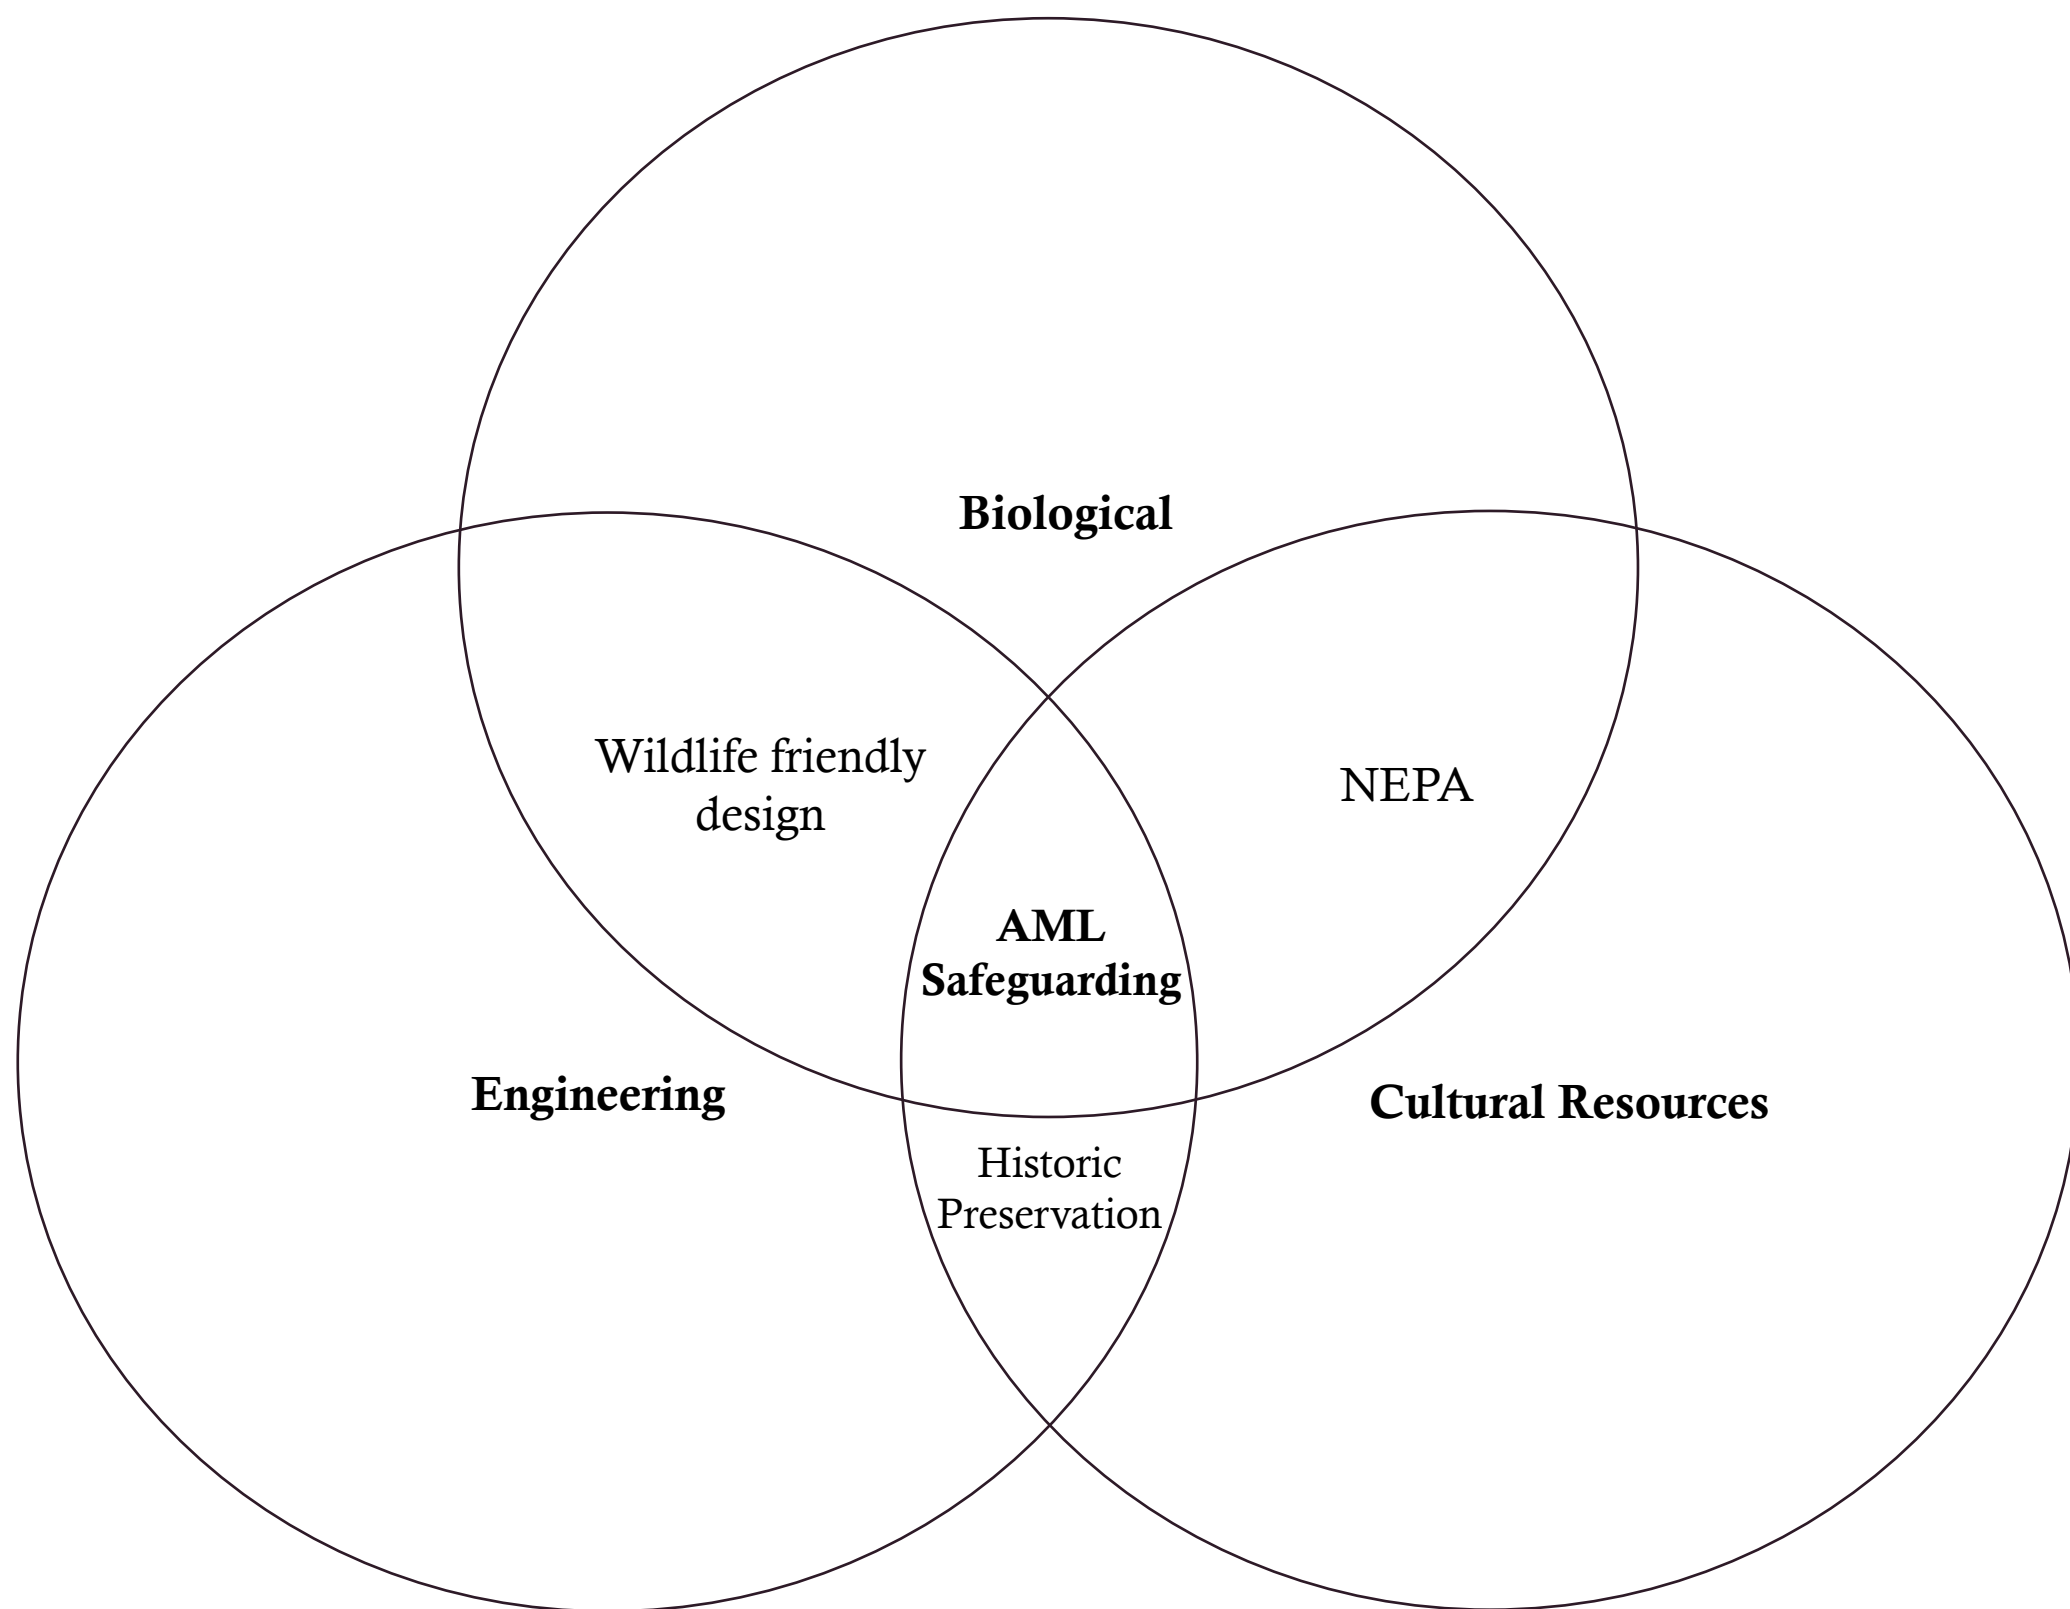 Biological
Wildlife friendly
design
NEPA
AML
Safeguarding
Engineering
Cultural Resources
Historic
Preservation